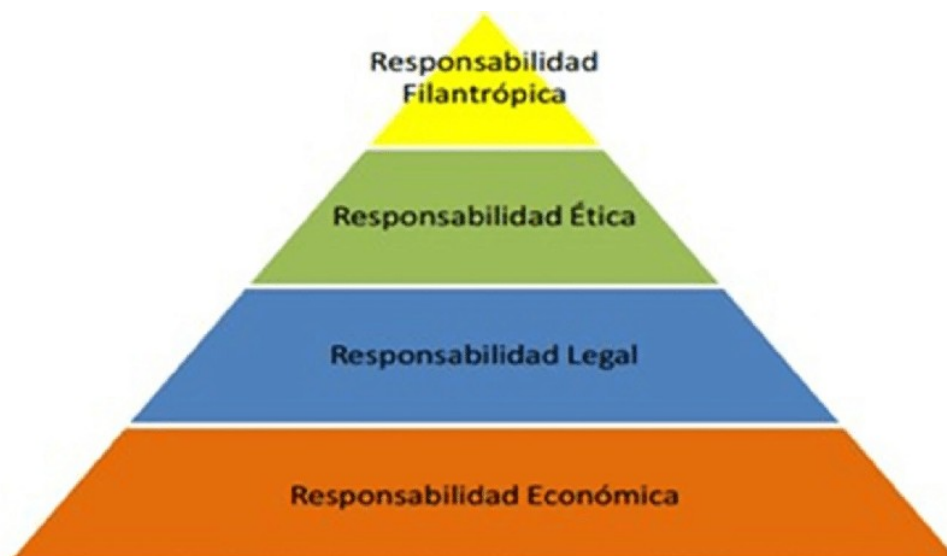 Responsabilidad
Filantrópica
Responsabilidad Ética
Responsabilidad Legal
Responsabilidad Económica